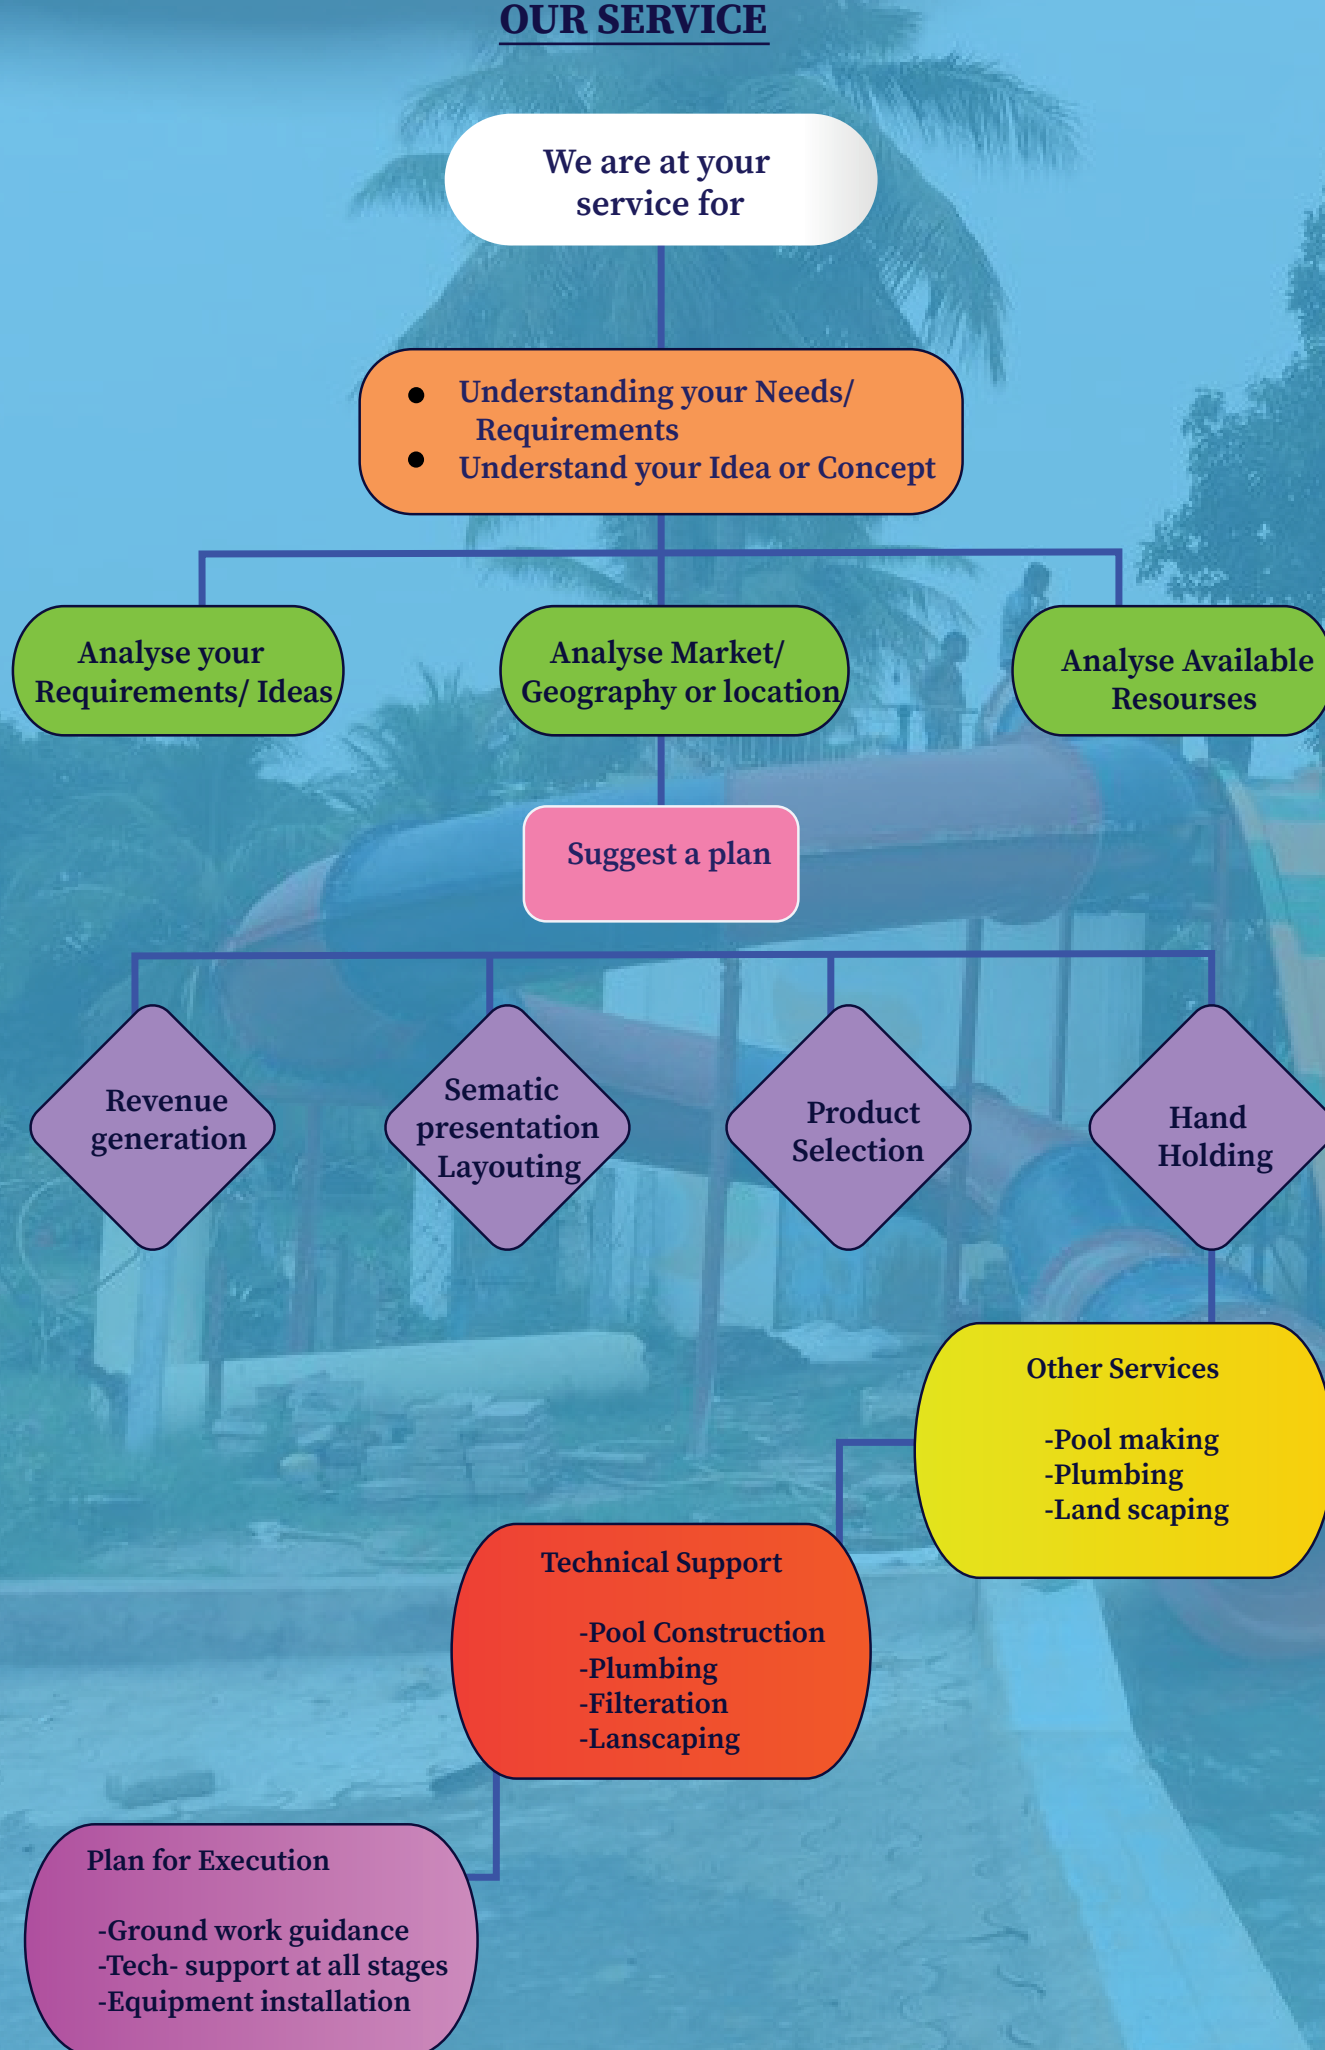 OUR SERVICE
We are at your
service for
● Understanding your Needs/
Requirements
● Understand your Idea or Concept
Analyse your
Requirements/ Ideas
Analyse Market/
Geography or location
Analyse Available
Resourses
Suggest a plan
Revenue
generation
Sematic
presentation
Layouting
Product
Selection
Hand
Holding
Other Services
-Pool making
-Plumbing
-Land scaping
Technical Support
-Pool Construction
-Plumbing
-Filteration
-Lanscaping
Plan for Execution
-Ground work guidance
-Tech- support at all stages
-Equipment installation